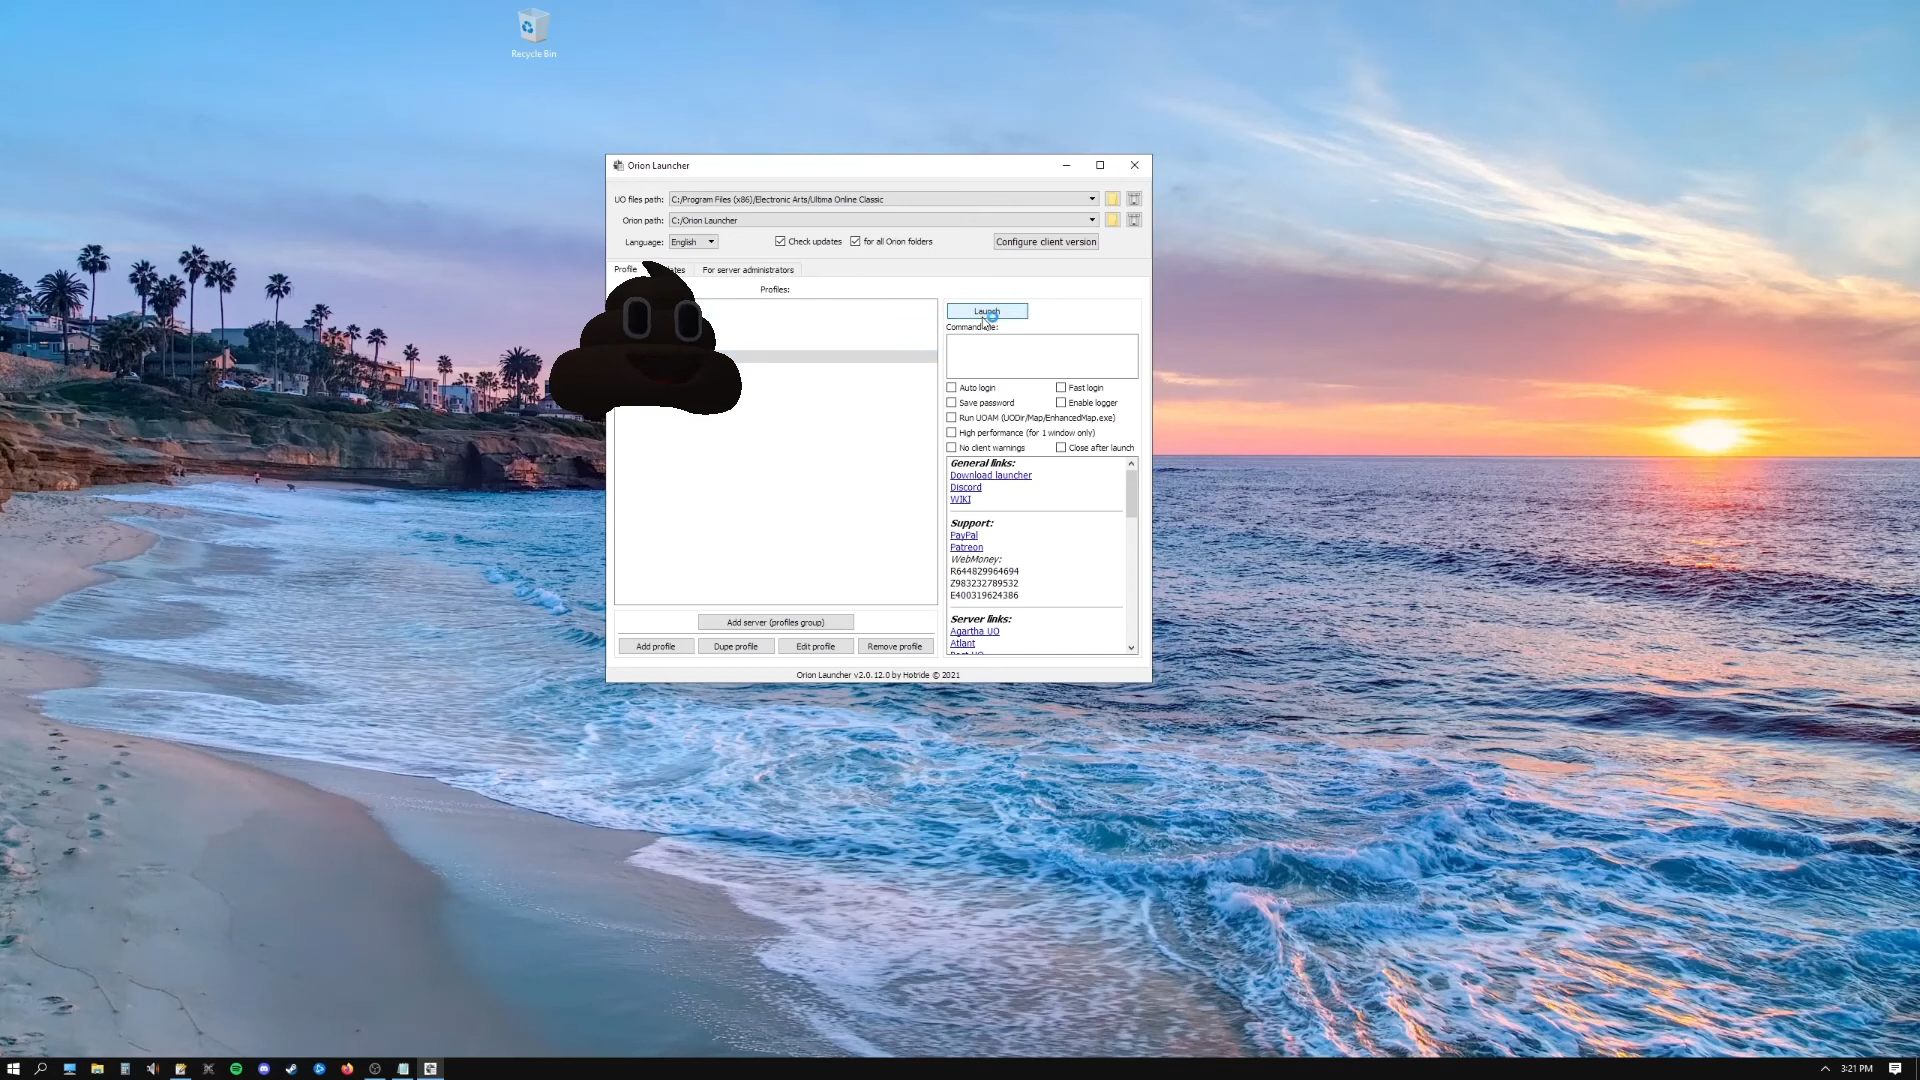 Recycle Bin
Orion Launcher
UO files path: C:/Program Files (x86)/Electronic Arts/Ultima Online Classic
Orion path: C:/Orion Launcher
Language: English Check updates for all Orion folders Configure client version
Profile For server administrators
Profiles:
Launch
Auto login Fast login
Save password Enable logger
Run UOAM (UODir/Map/EnhancedMap.exe)
High performance (for 1 window only)
No client warnings Close after launch
General links:
Download launcher
Discord
WIKI
Support:
PayPal
Patreon
WebMoney:
R644829964694
Z983232789532
E400319624386
Server links:
Agartha UO
Atlant
Add server (profiles group)
Add profile Dupe profile Edit profile Remove profile
Orion Launcher v2.0.12.0 by Hotride © 2021
3:21 PM